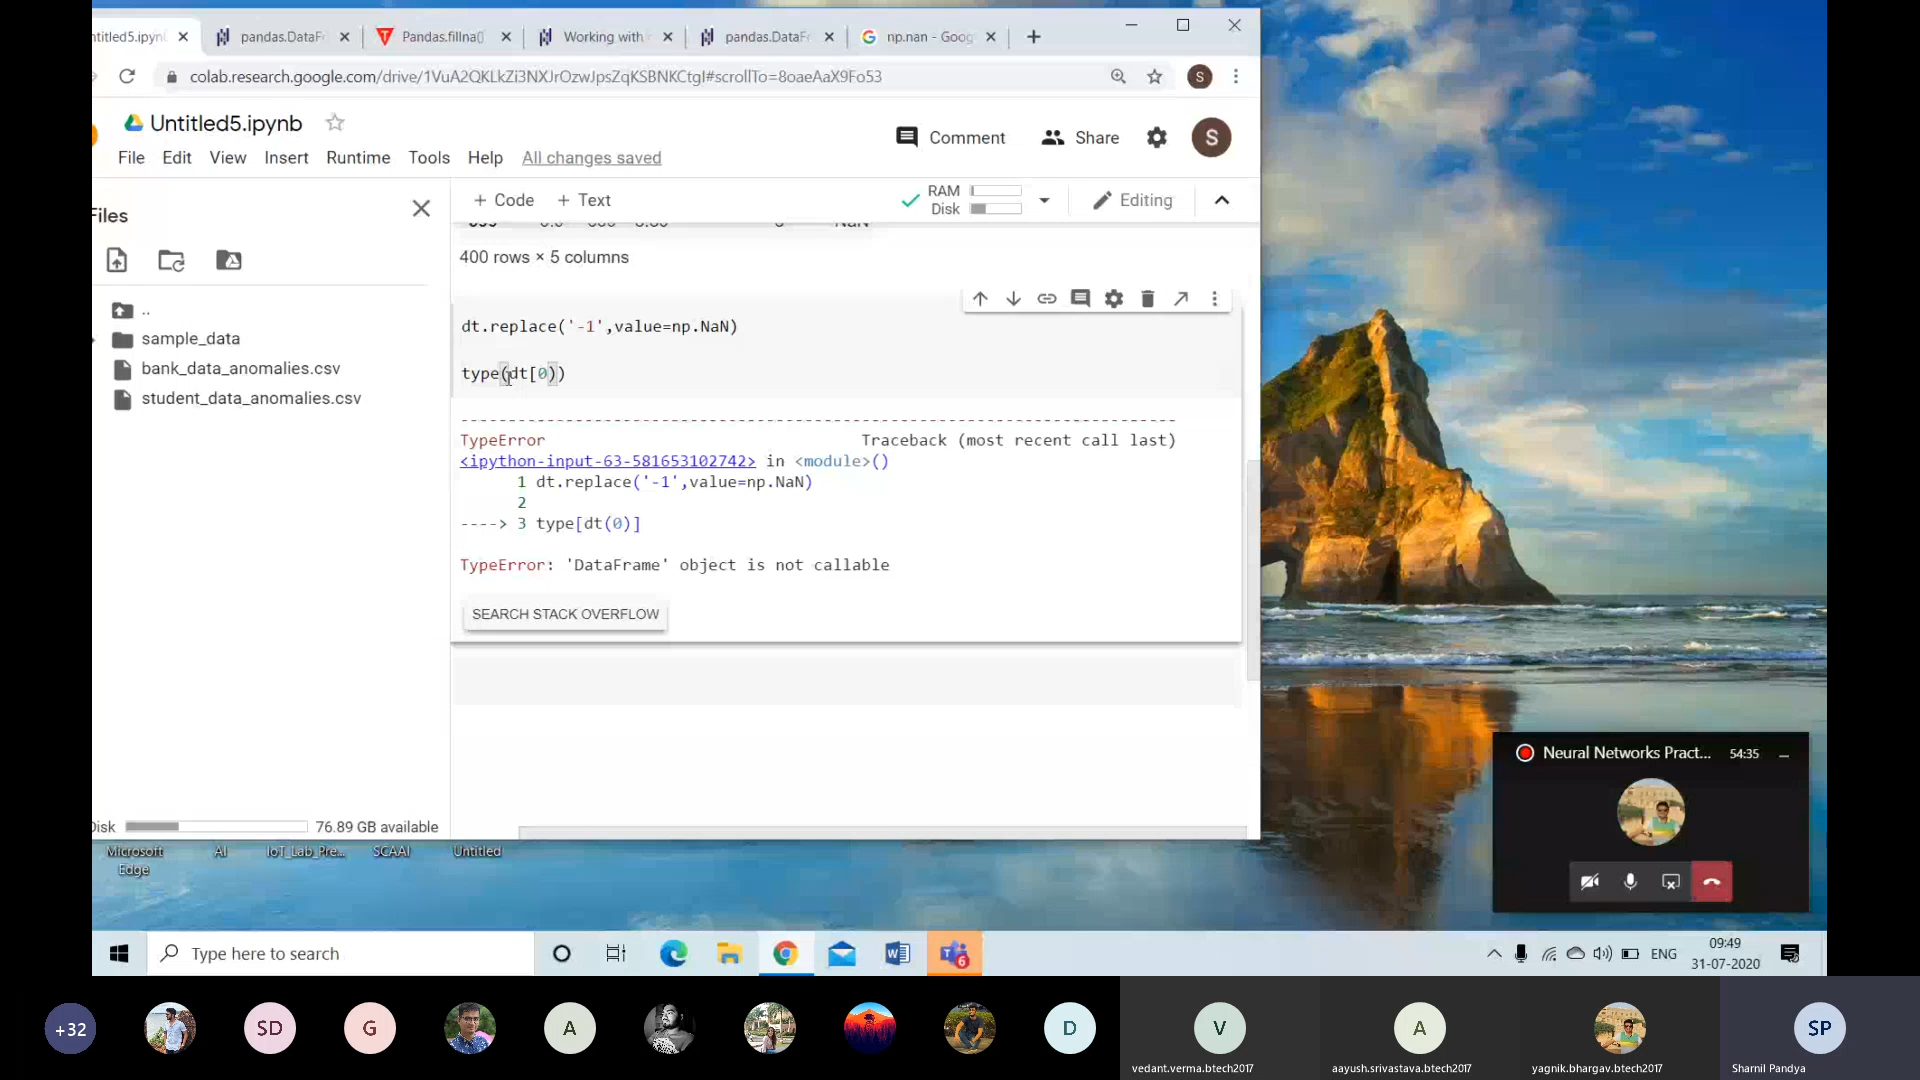 ntitled5.ipyn
pandas.DataF
Pandas.fillna()
Working with
pandas.DataF
np.nan - Goog
colab.research.google.com/drive/1VuA2QKLkZi3NXJrOzwJpsZqKSBNKCtgI#scrollTo=8oaeAaX9Fo53
S
Untitled5.ipynb
Comment
Share
S
File Edit View Insert Runtime Tools Help All changes saved
Files
+ Code + Text
RAM
Disk
Editing
..
sample_data
bank_data_anomalies.csv
student_data_anomalies.csv
NaN
400 rows × 5 columns
dt.replace('-1',value=np.NaN)
type(dt[0))
TypeError Traceback (most recent call last)
<ipython-input-63-581653102742> in <module>()
1 dt.replace('-1',value=np.NaN)
2
----> 3 type[dt(0)]
TypeError: 'DataFrame' object is not callable
SEARCH STACK OVERFLOW
Disk 76.89 GB available
Microsoft Edge
AI
IoT_Lab_Pre...
SCAAI
Untitled
Neural Networks Pract... 54:35
Type here to search
6
ENG
09:49
31-07-2020
+32
SD
G
A
D
V
A
SP
vedant.verma.btech2017
aayush.srivastava.btech2017
yagnik.bhargav.btech2017
Sharnil Pandya